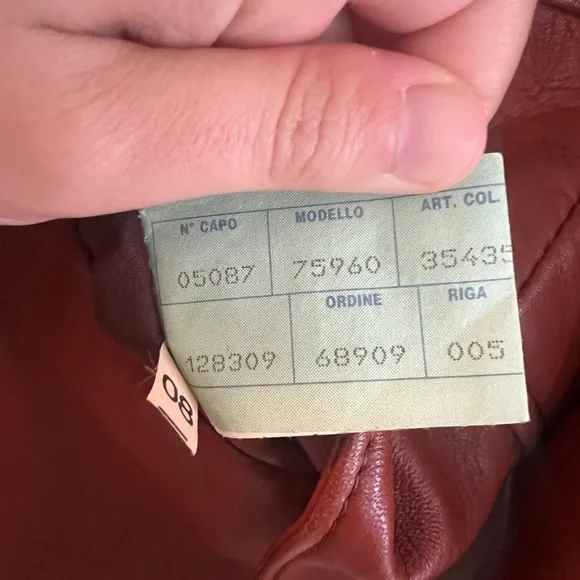 N° CAPO MODELLO ART. COL.
05087 75960 35435
ORDINE RIGA
128309 68909 005
08